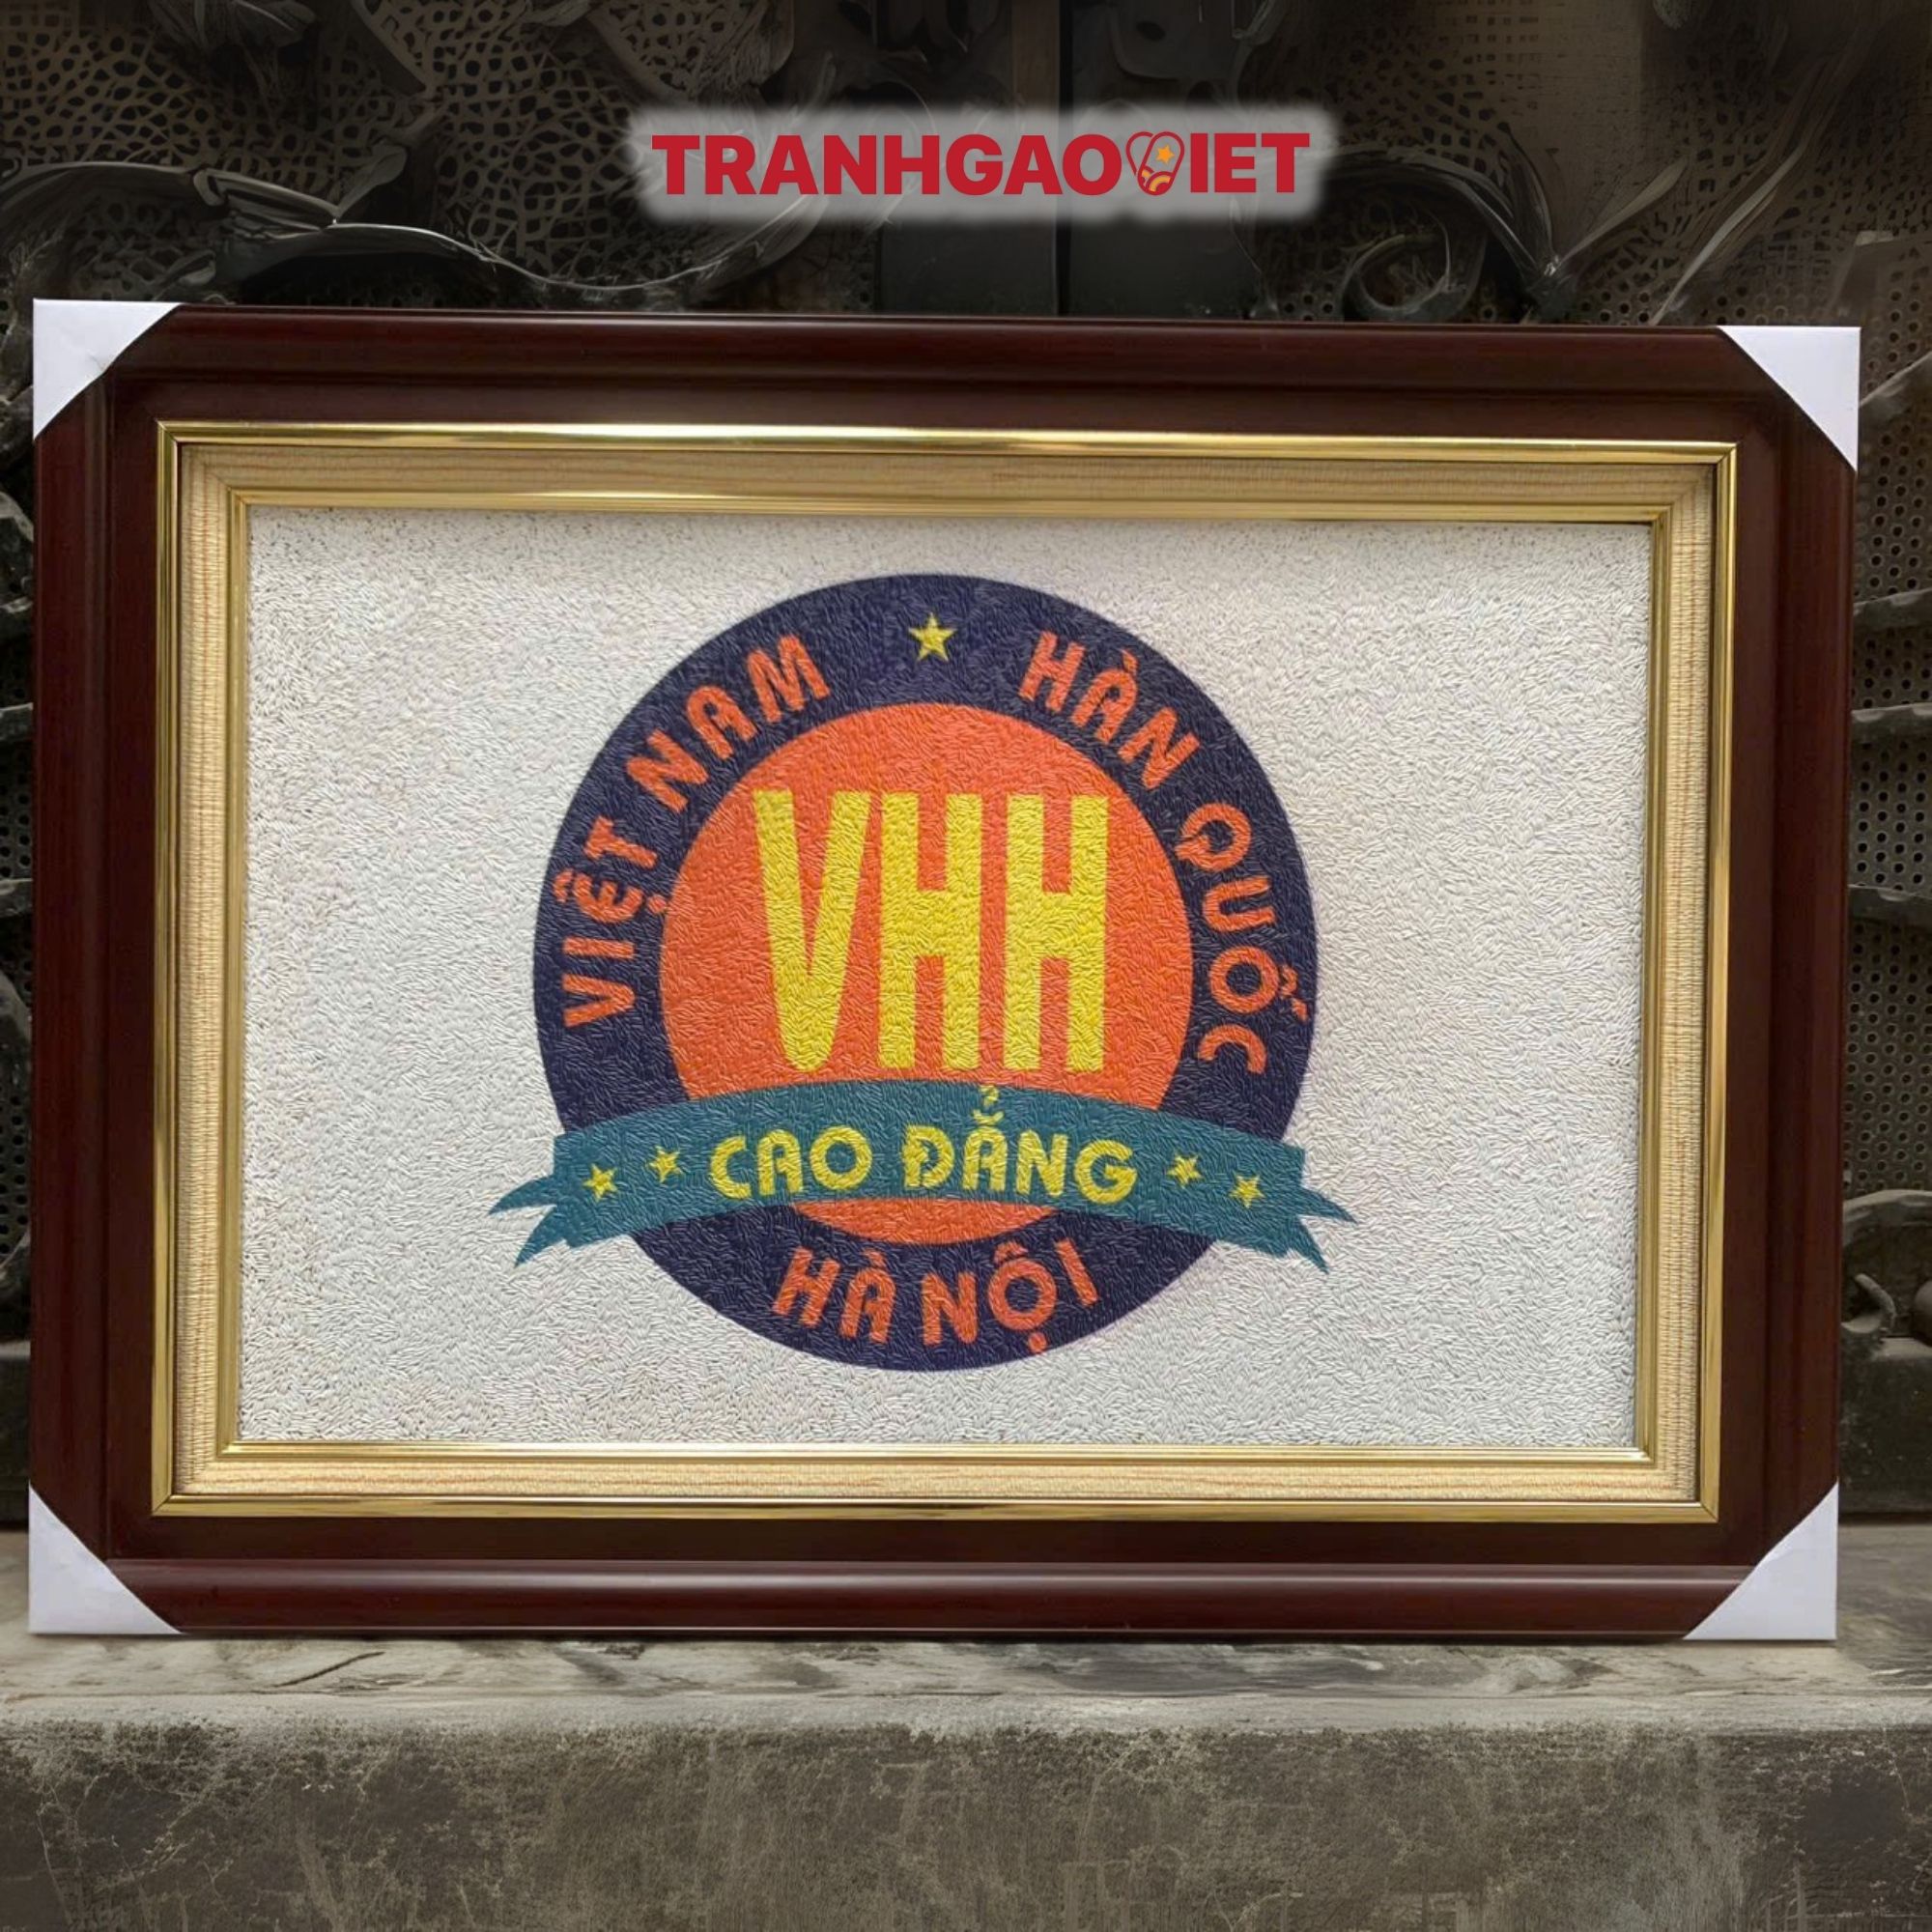 TRANHGAOVIET
VIỆT NAM
HÀN QUỐC
VHH
CAO ĐẲNG
HÀ NỘI